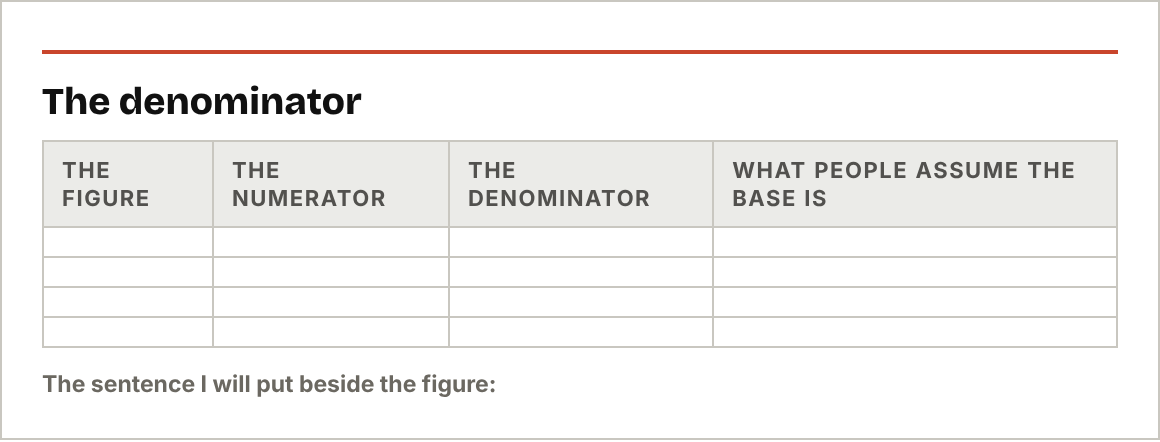 The denominator
THE FIGURE
THE NUMERATOR
THE DENOMINATOR
WHAT PEOPLE ASSUME THE BASE IS
The sentence I will put beside the figure: